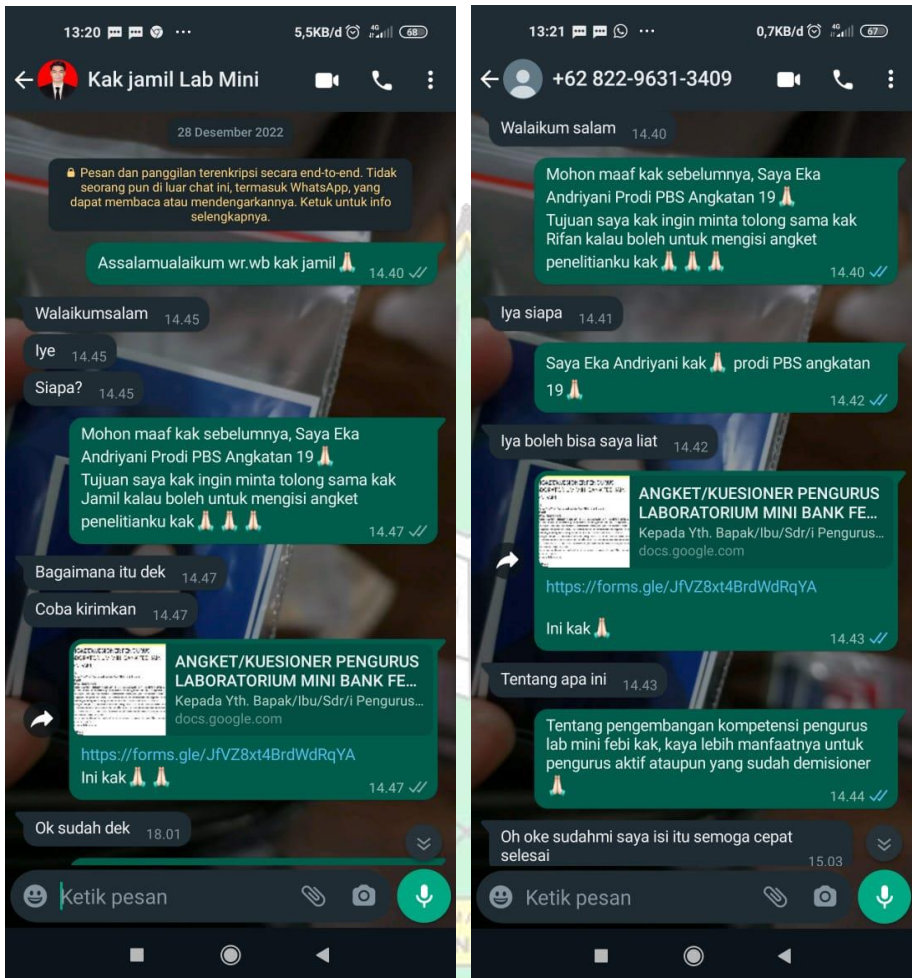 13:20 ... 5,5KB/d 4G 68
Kak jamil Lab Mini
28 Desember 2022
Pesan dan panggilan terenkripsi secara end-to-end. Tidak
seorang pun di luar chat ini, termasuk WhatsApp, yang
dapat membaca atau mendengarkannya. Ketuk untuk info
selengkapnya.
Assalamualaikum wr.wb kak jamil 🙏🏻 14.40
Walaikumsalam 14.45
Iye 14.45
Siapa? 14.45
Mohon maaf kak sebelumnya, Saya Eka
Andriyani Prodi PBS Angkatan 19 🙏🏻
Tujuan saya kak ingin minta tolong sama kak
Jamil kalau boleh untuk mengisi angket
penelitianku kak 🙏🏻 🙏🏻 🙏🏻 14.47
Bagaimana itu dek 14.47
Coba kirimkan 14.47
ANGKET/KUESIONER PENGURUS
LABORATORIUM MINI BANK FE...
Kepada Yth. Bapak/Ibu/Sdr/i Pengurus...
docs.google.com
https://forms.gle/JfVZ8xt4BrdWdRqYA
Ini kak 🙏🏻 🙏🏻 14.47
Ok sudah dek 18.01
Ketik pesan
13:21 ... 0,7KB/d 4G 67
+62 822-9631-3409
Walaikum salam 14.40
Mohon maaf kak sebelumnya, Saya Eka
Andriyani Prodi PBS Angkatan 19 🙏🏻
Tujuan saya kak ingin minta tolong sama kak
Rifan kalau boleh untuk mengisi angket
penelitianku kak 🙏🏻 🙏🏻 🙏🏻 14.40
Iya siapa 14.41
Saya Eka Andriyani kak 🙏🏻 prodi PBS angkatan
19 🙏🏻 14.42
Iya boleh bisa saya liat 14.42
ANGKET/KUESIONER PENGURUS
LABORATORIUM MINI BANK FE...
Kepada Yth. Bapak/Ibu/Sdr/i Pengurus...
docs.google.com
https://forms.gle/JfVZ8xt4BrdWdRqYA
Ini kak 🙏🏻 14.43
Tentang apa ini 14.43
Tentang pengembangan kompetensi pengurus
lab mini febi kak, kaya lebih manfaatnya untuk
pengurus aktif ataupun yang sudah demisioner
🙏🏻 14.44
Oh oke sudahmi saya isi itu semoga cepat
selesai 15.03
Ketik pesan